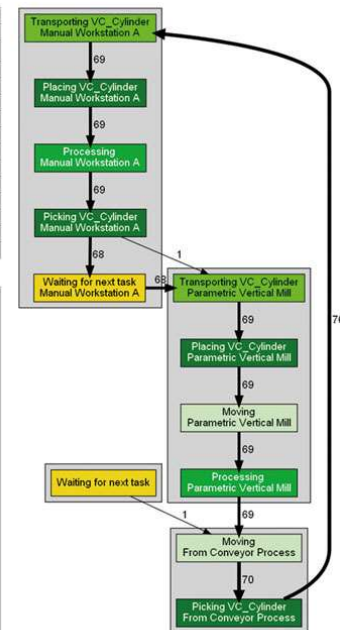 Transporting VC_Cylinder
Manual Workstation A
69
Placing VC_Cylinder
Manual Workstation A
69
Processing
Manual Workstation A
69
Picking VC_Cylinder
Manual Workstation A
68
1
Waiting for next task
Manual Workstation A
68
Transporting VC_Cylinder
Parametric Vertical Mill
69
70
Placing VC_Cylinder
Parametric Vertical Mill
69
Moving
Parametric Vertical Mill
69
Processing
Parametric Vertical Mill
Waiting for next task
69
1
Moving
From Conveyor Process
70
Picking VC_Cylinder
From Conveyor Process